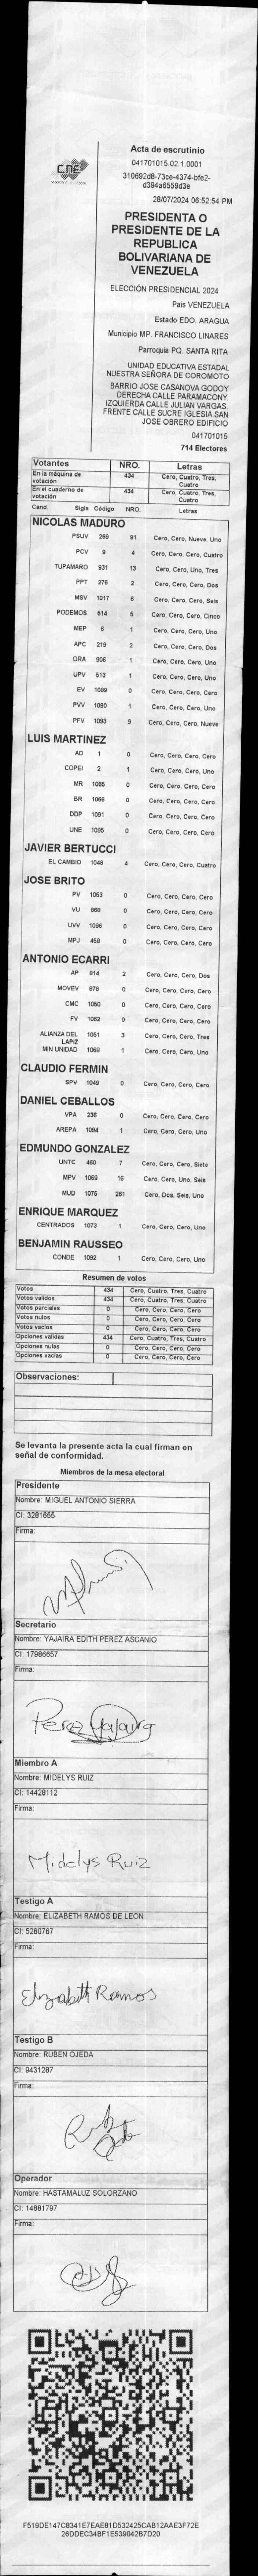 CNE
Acta de escrutinio
041701015.02.1.0001
310692d8-73ce-4374-bfe2-
d394a6559d3e
28/07/2024 06:52:54 PM
PRESIDENTA O
PRESIDENTE DE LA
REPUBLICA
BOLIVARIANA DE
VENEZUELA
ELECCIÓN PRESIDENCIAL 2024
Pais VENEZUELA
Estado EDO. ARAGUA
Municipio MP. FRANCISCO LINARES
Parroquia PQ. SANTA RITA
UNIDAD EDUCATIVA ESTADAL
NUESTRA SEÑORA DE COROMOTO
BARRIO JOSE CASANOVA GODOY
DERECHA CALLE PARAMACONY.
IZQUIERDA CALLE JULIAN VARGAS.
FRENTE CALLE SUCRE IGLESIA SAN
JOSE OBRERO EDIFICIO
041701015
714 Electores
Votantes NRO. Letras
En la máquina de votación 434 Cero, Cuatro, Tres, Cuatro
En el cuaderno de votación 434 Cero, Cuatro, Tres, Cuatro
Cand. Sigla Código NRO. Letras
NICOLAS MADURO
PSUV 269 91 Cero, Cero, Nueve, Uno
PCV 9 4 Cero, Cero, Cero, Cuatro
TUPAMARO 931 13 Cero, Cero, Uno, Tres
PPT 276 2 Cero, Cero, Cero, Dos
MSV 1017 6 Cero, Cero, Cero, Seis
PODEMOS 514 5 Cero, Cero, Cero, Cinco
MEP 6 1 Cero, Cero, Cero, Uno
APC 219 2 Cero, Cero, Cero, Dos
ORA 906 1 Cero, Cero, Cero, Uno
UPV 513 1 Cero, Cero, Cero, Uno
EV 1089 0 Cero, Cero, Cero, Cero
PVV 1090 1 Cero, Cero, Cero, Uno
PFV 1093 9 Cero, Cero, Cero, Nueve
LUIS MARTINEZ
AD 1 0 Cero, Cero, Cero, Cero
COPEI 2 1 Cero, Cero, Cero, Uno
MR 1065 0 Cero, Cero, Cero, Cero
BR 1066 0 Cero, Cero, Cero, Cero
DDP 1091 0 Cero, Cero, Cero, Cero
UNE 1095 0 Cero, Cero, Cero, Cero
JAVIER BERTUCCI
EL CAMBIO 1048 4 Cero, Cero, Cero, Cuatro
JOSE BRITO
PV 1053 0 Cero, Cero, Cero, Cero
VU 668 0 Cero, Cero, Cero, Cero
UVV 1096 0 Cero, Cero, Cero, Cero
MPJ 458 0 Cero, Cero, Cero, Cero
ANTONIO ECARRI
AP 914 2 Cero, Cero, Cero, Dos
MOVEV 678 0 Cero, Cero, Cero, Cero
CMC 1050 0 Cero, Cero, Cero, Cero
FV 1062 0 Cero, Cero, Cero, Cero
ALIANZA DEL LAPIZ 1051 3 Cero, Cero, Cero, Tres
MIN UNIDAD 1068 1 Cero, Cero, Cero, Uno
CLAUDIO FERMIN
SPV 1049 0 Cero, Cero, Cero, Cero
DANIEL CEBALLOS
VPA 236 0 Cero, Cero, Cero, Cero
AREPA 1094 1 Cero, Cero, Cero, Uno
EDMUNDO GONZALEZ
UNTC 460 7 Cero, Cero, Cero, Siete
MPV 1069 16 Cero, Cero, Uno, Seis
MUD 1075 261 Cero, Dos, Seis, Uno
ENRIQUE MARQUEZ
CENTRADOS 1073 1 Cero, Cero, Cero, Uno
BENJAMIN RAUSSEO
CONDE 1092 1 Cero, Cero, Cero, Uno
Resumen de votos
Votos 434 Cero, Cuatro, Tres, Cuatro
Votos validos 434 Cero, Cuatro, Tres, Cuatro
Votos parciales 0 Cero, Cero, Cero, Cero
Votos nulos 0 Cero, Cero, Cero, Cero
Votos vacios 0 Cero, Cero, Cero, Cero
Opciones validas 434 Cero, Cuatro, Tres, Cuatro
Opciones nulas 0 Cero, Cero, Cero, Cero
Opciones vacias 0 Cero, Cero, Cero, Cero
Observaciones:
Se levanta la presente acta la cual firman en
señal de conformidad.
Miembros de la mesa electoral
Presidente
Nombre: MIGUEL ANTONIO SIERRA
CI: 3281655
Firma:
Secretario
Nombre: YAJAIRA EDITH PEREZ ASCANIO
CI: 17986657
Firma:
Perez Yajaira
Miembro A
Nombre: MIDELYS RUIZ
CI: 14428112
Firma:
Midelys Ruiz
Testigo A
Nombre: ELIZABETH RAMOS DE LEON
CI: 5280767
Firma:
Elizabeth Ramos
Testigo B
Nombre: RUBEN OJEDA
CI: 9431287
Firma:
Operador
Nombre: HASTAMALUZ SOLORZANO
CI: 14881797
Firma:
F519DE147C8341E7EAE81D532425CAB12AAE3F72E
26DDEC34BF1E539042B7D20